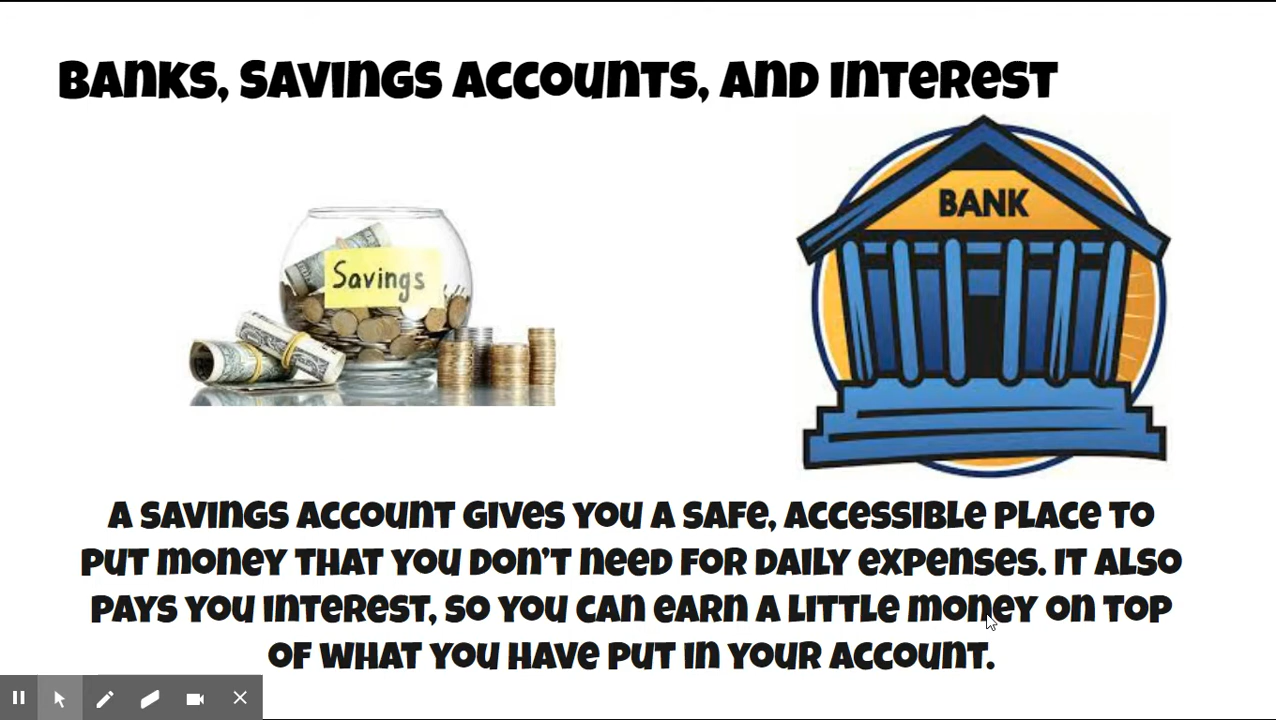 Banks, Savings Accounts, and Interest
BANK
Savings
A savings account gives you a safe, accessible place to
put money that you don't need for daily expenses. It also
pays you interest, so you can earn a little money on top
of what you have put in your account.